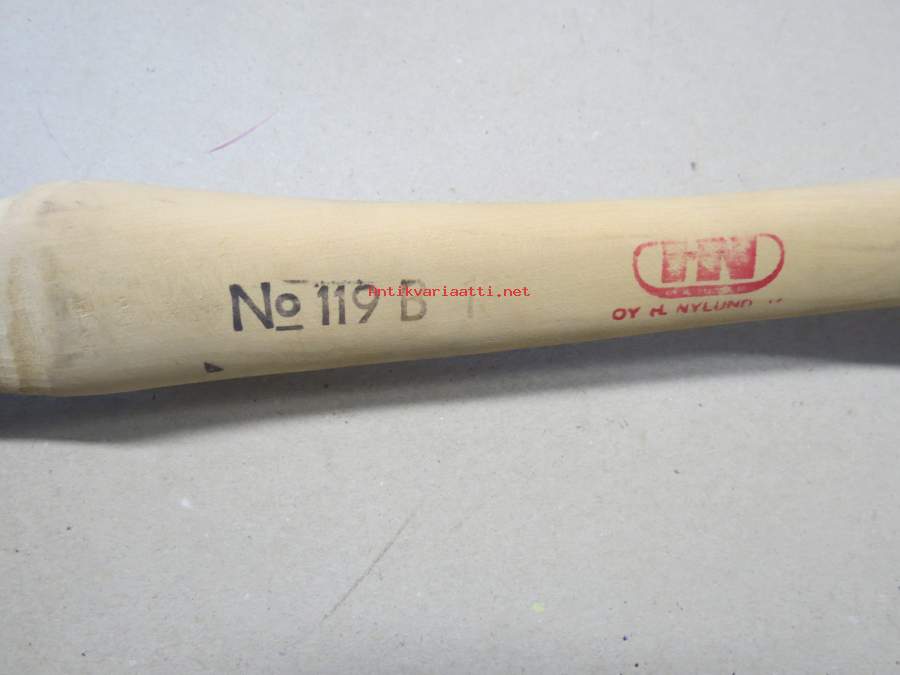 No 119 B
Antikvariaatti.net
HN
OY H. NYLUND